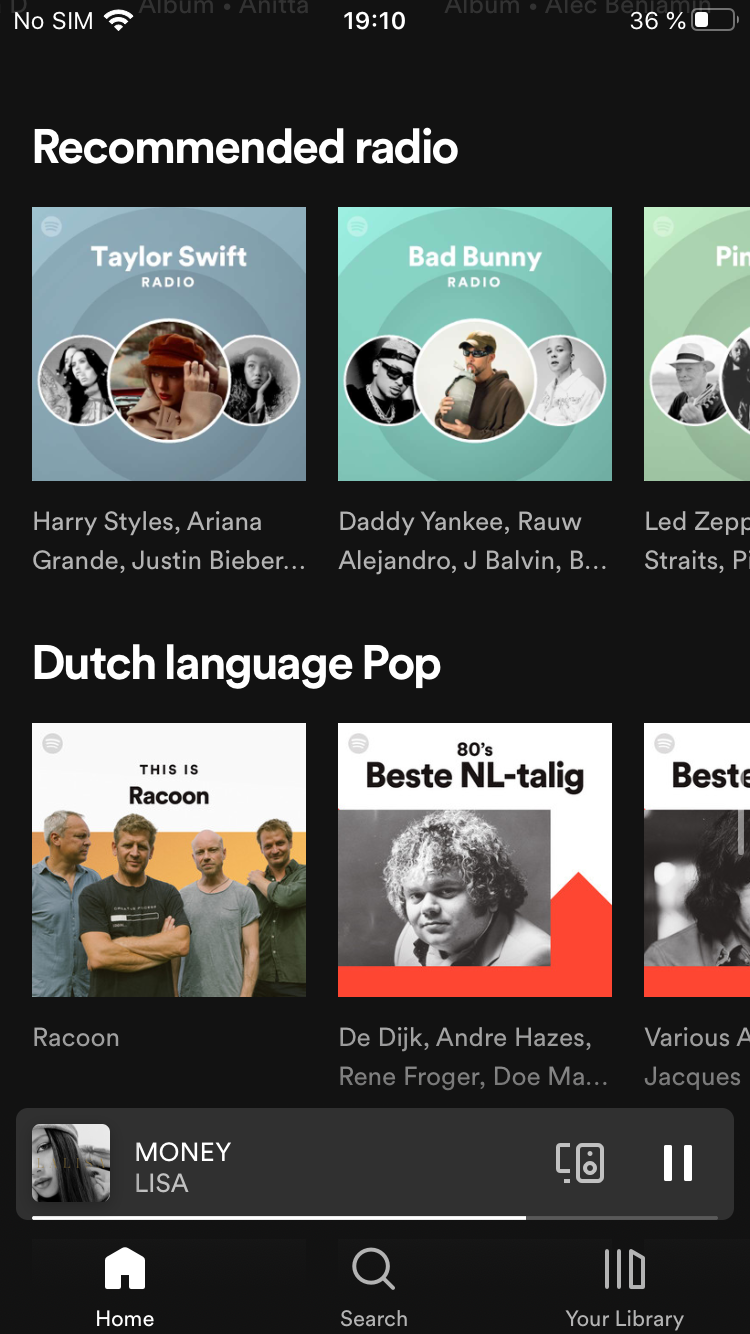 Album • Anitta
Album • Alec Benjamin
No SIM 19:10 36 %
Recommended radio
Taylor Swift
RADIO
Bad Bunny
RADIO
Pin
Harry Styles, Ariana
Grande, Justin Bieber...
Daddy Yankee, Rauw
Alejandro, J Balvin, B...
Led Zepp
Straits, Pi
Dutch language Pop
THIS IS
Racoon
80's
Beste NL-talig
Beste
Racoon
De Dijk, Andre Hazes,
Rene Froger, Doe Ma...
Various A
Jacques
MONEY
LISA
Home
Search
Your Library